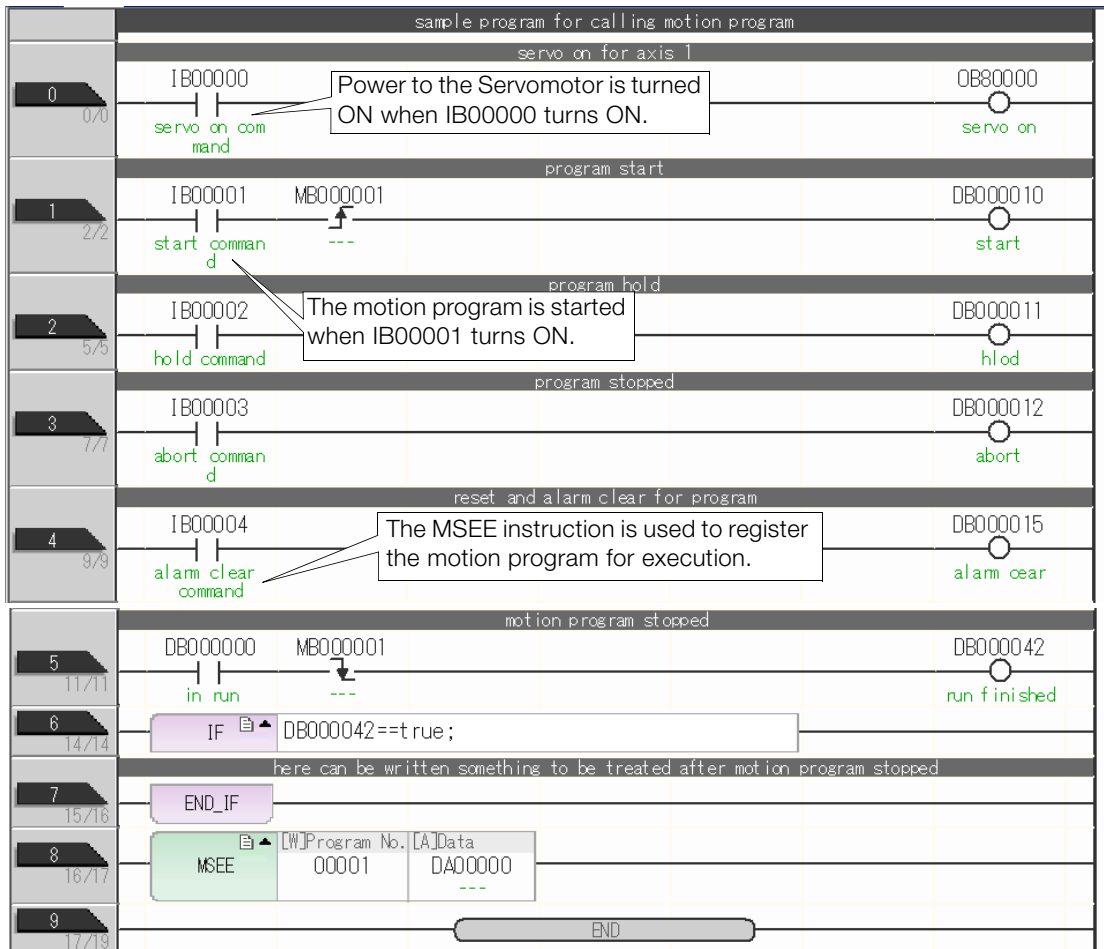 sample program for calling motion program
servo on for axis 1
0
0/0
IB00000
servo on com
mand
Power to the Servomotor is turned
ON when IB00000 turns ON.
OB80000
servo on
program start
1
2/2
IB00001
start comman
d
MB000001
---
DB000010
start
The motion program is started
when IB00001 turns ON.
program hold
2
5/5
IB00002
hold command
DB000011
hlod
program stopped
3
7/7
IB00003
abort comman
d
DB000012
abort
reset and alarm clear for program
4
9/9
IB00004
alarm clear
command
The MSEE instruction is used to register
the motion program for execution.
DB000015
alarm cear
motion program stopped
5
11/11
DB000000
in run
MB000001
---
DB000042
run finished
6
14/14
IF
DB000042==true;
here can be written something to be treated after motion program stopped
7
15/16
END_IF
8
16/17
MSEE
[W]Program No.
00001
[A]Data
DA00000
---
9
17/19
END